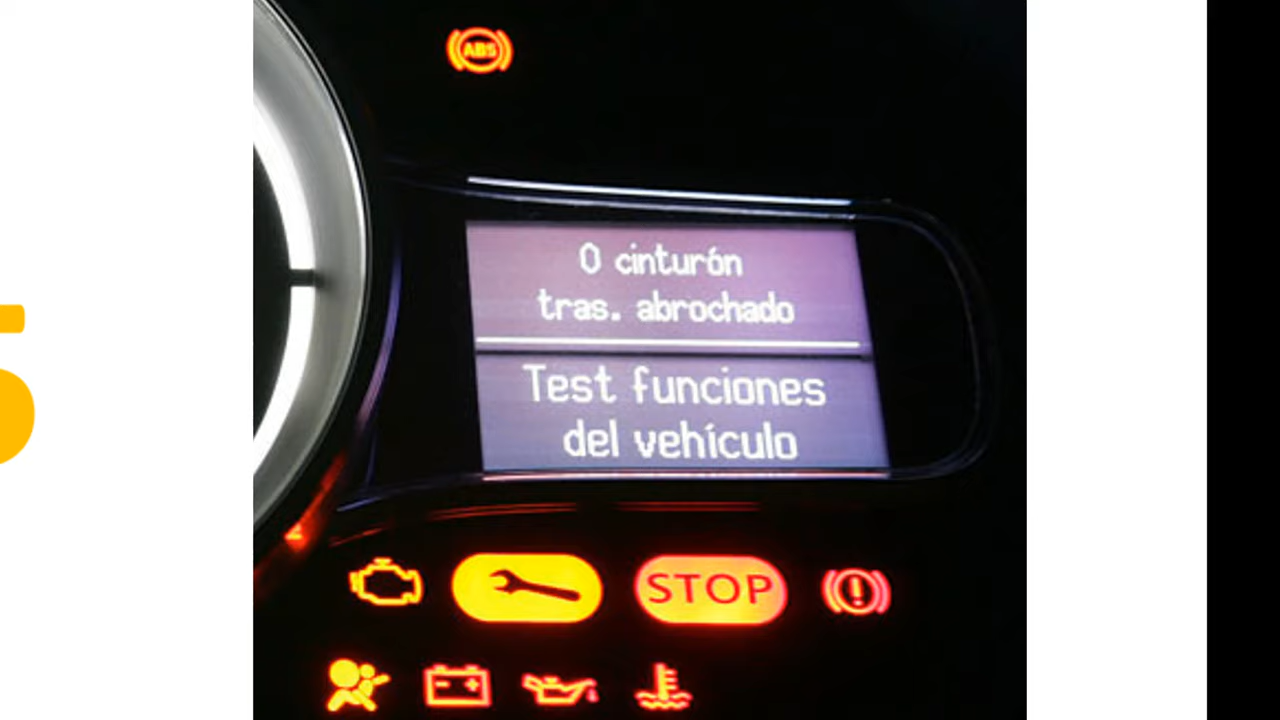 ABS
0 cinturón
tras. abrochado
Test funciones
del vehículo
STOP